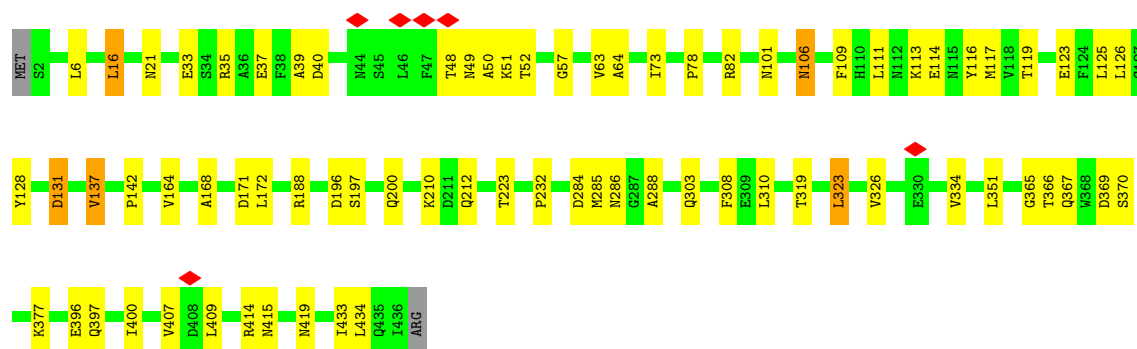 MET S2 L6 L16 N21 E33 S34 R35 A36 E37 F38 A39 D40 N44 S45 L46 F47 T48 N49 A50 K51 T52 G57 V63 A64 I73 P78 R82 N101 N106 F109 H110 L111 N112 K113 E114 N115 Y116 M117 V118 T119 E123 F124 L125 L126
Y128 D131 V137 P142 V164 A168 D171 L172 R188 D196 S197 Q200 K210 D211 Q212 T223 P232 D284 M285 N286 G287 A288 Q303 F308 E309 L310 T319 L323 V326 E330 V334 L351 G365 T366 Q367 W368 D369 S370
K377 E396 Q397 I400 V407 D408 L409 R414 N415 N419 I433 L434 Q435 I436 ARG